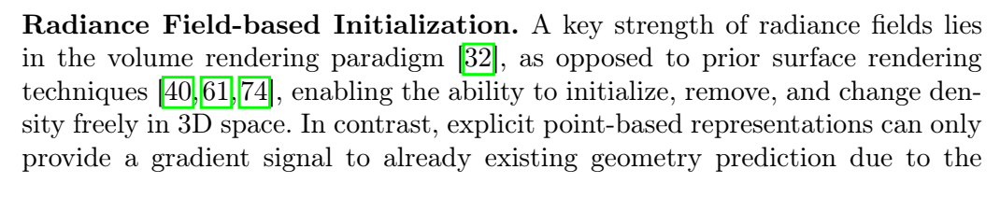 Radiance Field-based Initialization. A key strength of radiance fields lies
in the volume rendering paradigm [32], as opposed to prior surface rendering
techniques [40,61,74], enabling the ability to initialize, remove, and change den-
sity freely in 3D space. In contrast, explicit point-based representations can only
provide a gradient signal to already existing geometry prediction due to the